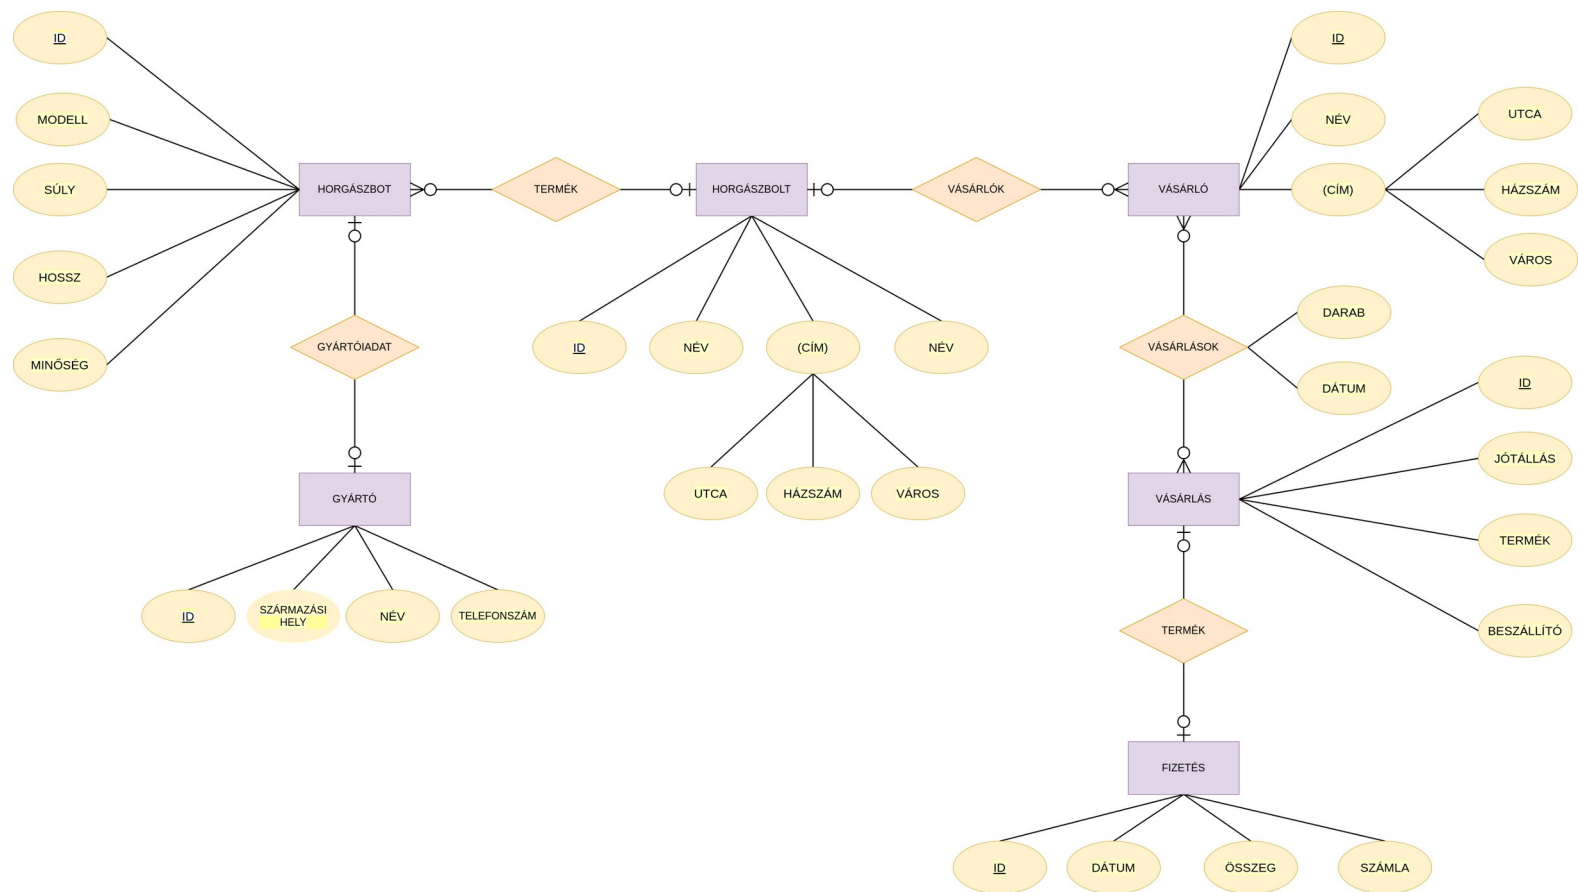 ID
ID
MODELL
NÉV
UTCA
SÚLY
HORGÁSZBOT
TERMÉK
HORGÁSZBOLT
VÁSÁRLÓK
VÁSÁRLÓ
(CÍM)
HÁZSZÁM
HOSSZ
VÁROS
DARAB
GYÁRTÓIADAT
ID
NÉV
(CÍM)
NÉV
VÁSÁRLÁSOK
MINŐSÉG
DÁTUM
ID
JÓTÁLLÁS
UTCA
HÁZSZÁM
VÁROS
GYÁRTÓ
VÁSÁRLÁS
TERMÉK
ID
SZÁRMAZÁSI
HELY
NÉV
TELEFONSZÁM
TERMÉK
BESZÁLLÍTÓ
FIZETÉS
ID
DÁTUM
ÖSSZEG
SZÁMLA